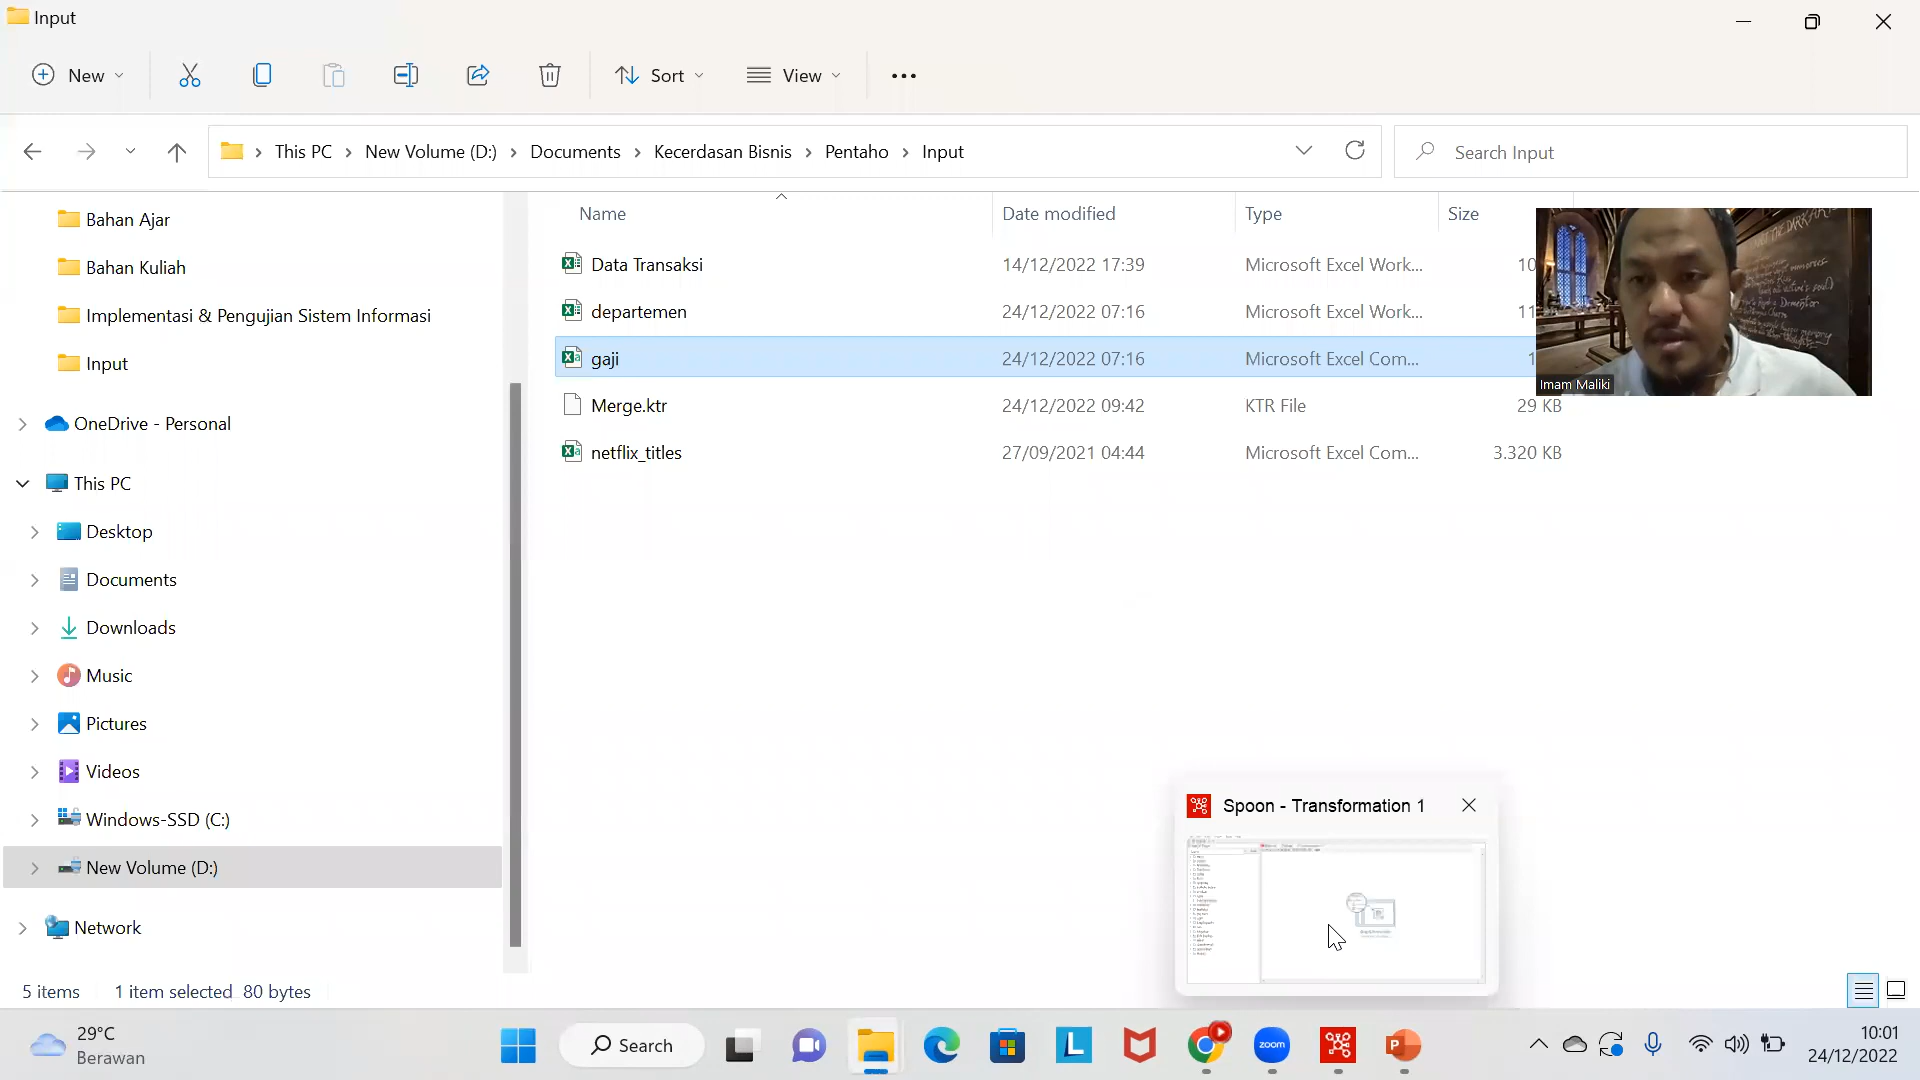 Input
New
Sort
View
This PC
New Volume (D:)
Documents
Kecerdasan Bisnis
Pentaho
Input
Search Input
Bahan Ajar
Bahan Kuliah
Implementasi & Pengujian Sistem Informasi
Input
OneDrive - Personal
This PC
Desktop
Documents
Downloads
Music
Pictures
Videos
Windows-SSD (C:)
New Volume (D:)
Network
Name
Date modified
Type
Size
Data Transaksi
14/12/2022 17:39
Microsoft Excel Work...
10
departemen
24/12/2022 07:16
Microsoft Excel Work...
11
gaji
24/12/2022 07:16
Microsoft Excel Com...
1
Merge.ktr
24/12/2022 09:42
KTR File
29 KB
netflix_titles
27/09/2021 04:44
Microsoft Excel Com...
3.320 KB
Imam Maliki
Spoon - Transformation 1
5 items
1 item selected 80 bytes
29°C
Berawan
Search
L
zoom
P
10:01
24/12/2022